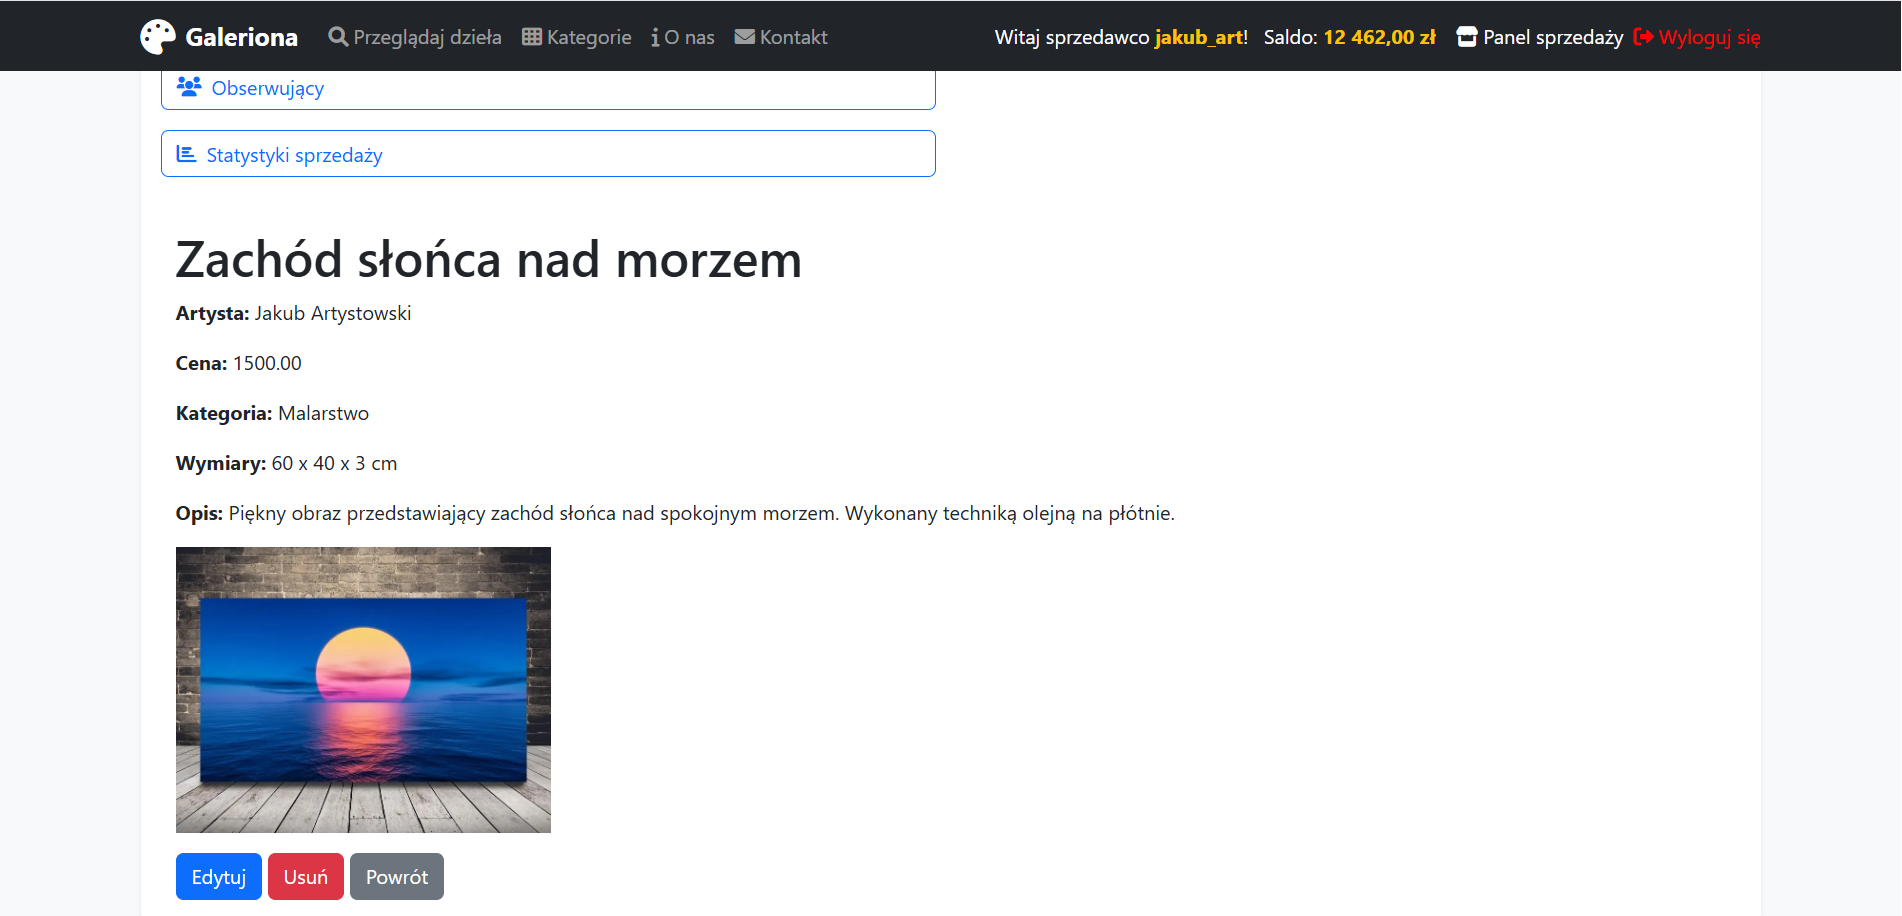 Galeriona Przeglądaj dzieła Kategorie O nas Kontakt Witaj sprzedawco jakub_art! Saldo: 12 462,00 zł Panel sprzedaży Wyloguj się
Obserwujący
Statystyki sprzedaży
Zachód słońca nad morzem
Artysta: Jakub Artystowski
Cena: 1500.00
Kategoria: Malarstwo
Wymiary: 60 x 40 x 3 cm
Opis: Piękny obraz przedstawiający zachód słońca nad spokojnym morzem. Wykonany techniką olejną na płótnie.
Edytuj Usuń Powrót